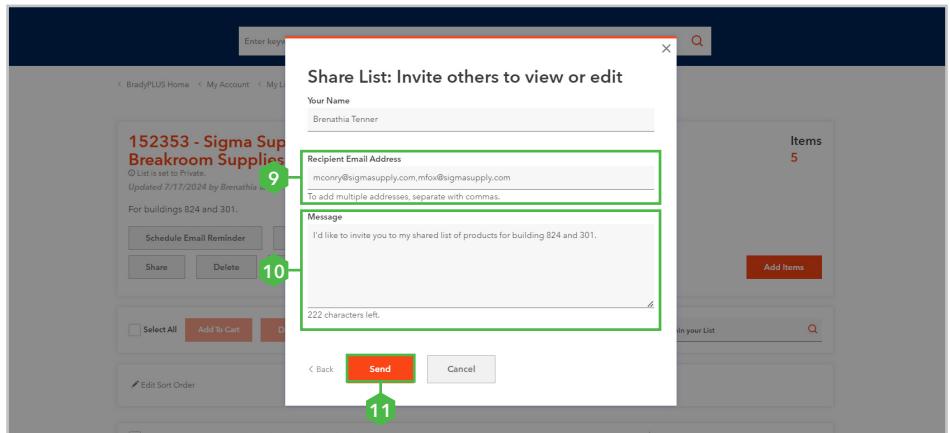 Enter keyw
×
< BradyPLUS Home < My Account < My Li
Share List: Invite others to view or edit
Your Name
Brenathia Tenner
152353 - Sigma Sup
Breakroom Supplies
List is set to Private.
Updated 7/17/2024 by Brenathia
For buildings 824 and 301.
Items
5
9
Recipient Email Address
mconry@sigmasupply.com,mfox@sigmasupply.com
To add multiple addresses, separate with commas.
10
Message
I'd like to invite you to my shared list of products for building 824 and 301.
222 characters left.
Schedule Email Reminder
Share
Delete
Add Items
Select All
Add To Cart
D
in your List
Edit Sort Order
< Back
Send
Cancel
11